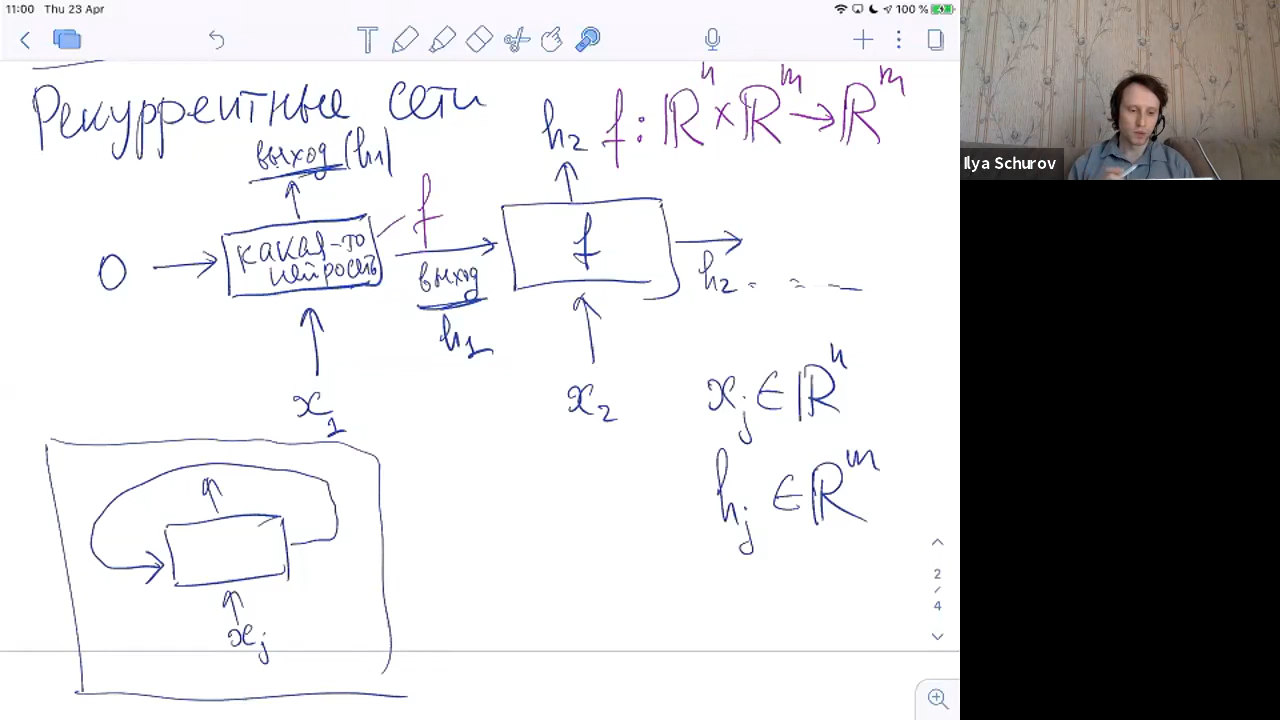 11:00 Thu 23 Apr
100 %
Рекуррентные сети
f: ℝⁿ × ℝᵐ → ℝᵐ
выход (h₁)
h₂
f
0
какая-то
нейросеть
выход
h₁
f
h₂
x₁
x₂
xⱼ ∈ ℝⁿ
hⱼ ∈ ℝᵐ
xⱼ
2
/
4
Ilya Schurov